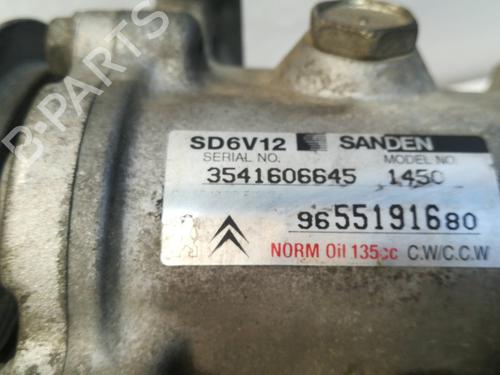 B-PARTS
SD6V12 SANDEN
SERIAL NO. MODEL NO.
3541606645 1450
9655191680
NORM Oil 135cc C.W/C.C.W